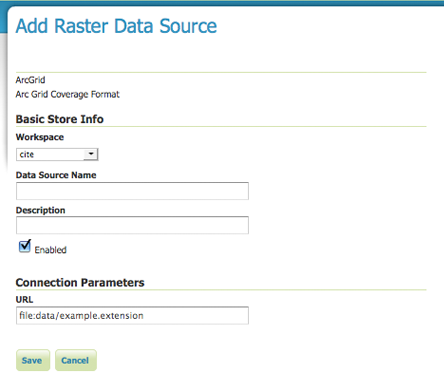 Add Raster Data Source
ArcGrid
Arc Grid Coverage Format
Basic Store Info
Workspace
cite
Data Source Name
Description
Enabled
Connection Parameters
URL
file:data/example.extension
Save Cancel